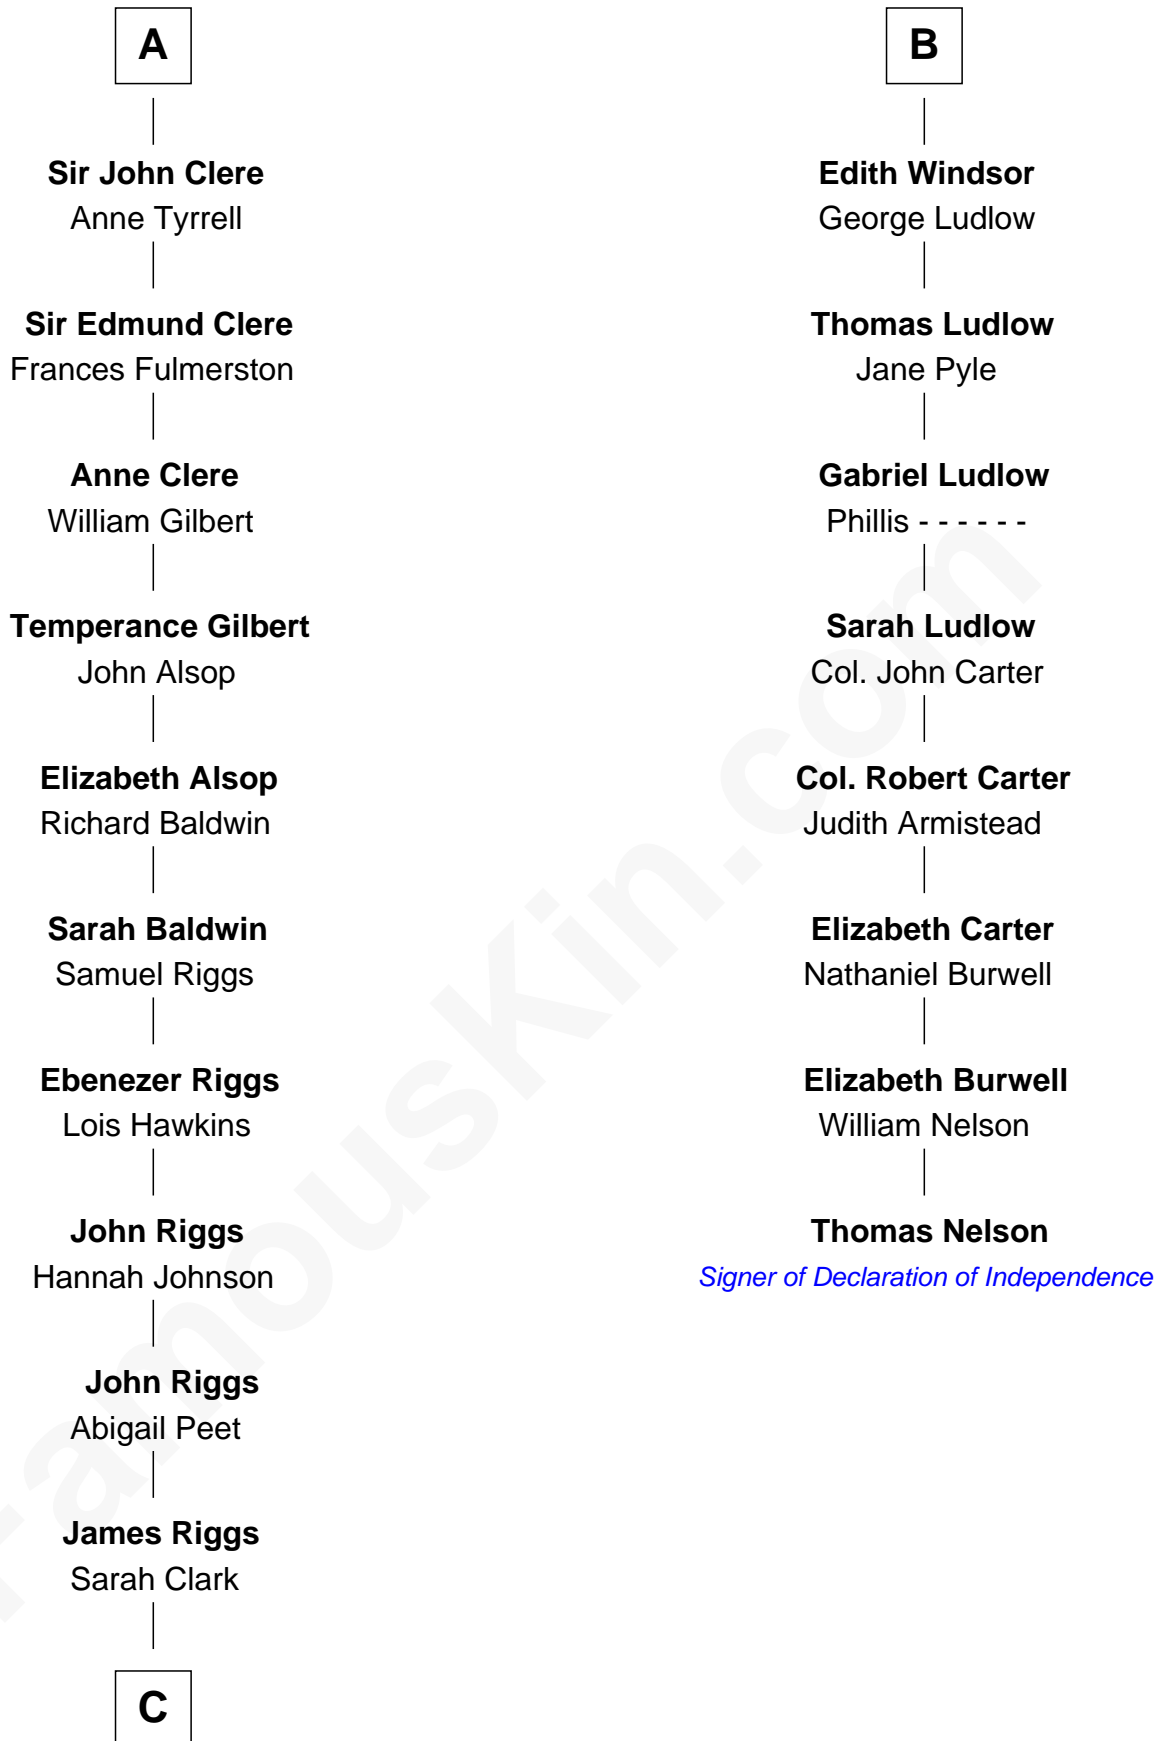 A
Sir John Clere
Anne Tyrrell
Sir Edmund Clere
Frances Fulmerston
Anne Clere
William Gilbert
Temperance Gilbert
John Alsop
Elizabeth Alsop
Richard Baldwin
Sarah Baldwin
Samuel Riggs
Ebenezer Riggs
Lois Hawkins
John Riggs
Hannah Johnson
John Riggs
Abigail Peet
James Riggs
Sarah Clark
C
B
Edith Windsor
George Ludlow
Thomas Ludlow
Jane Pyle
Gabriel Ludlow
Phillis - - - - - -
Sarah Ludlow
Col. John Carter
Col. Robert Carter
Judith Armistead
Elizabeth Carter
Nathaniel Burwell
Elizabeth Burwell
William Nelson
Thomas Nelson
Signer of Declaration of Independence
FamousKin.com